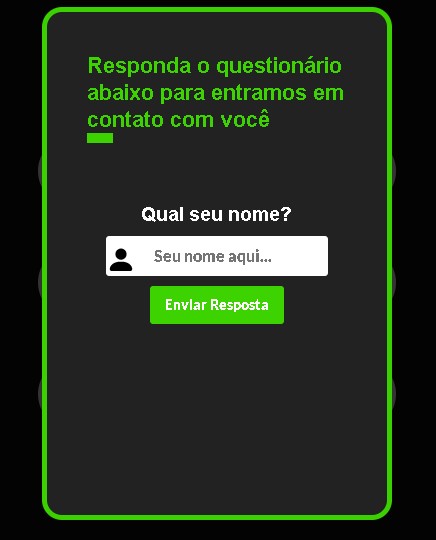 Responda o questionário
abaixo para entramos em
contato com você
Qual seu nome?
Seu nome aqui...
Enviar Resposta